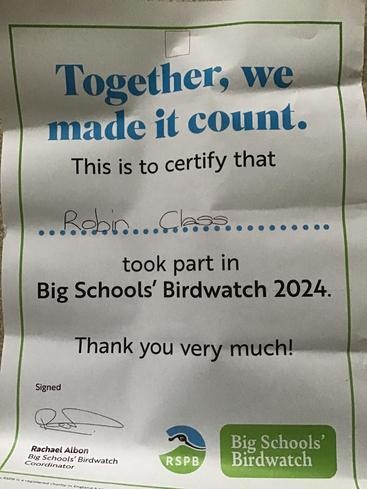 Together, we
made it count.
This is to certify that
Robin Class
took part in
Big Schools' Birdwatch 2024.
Thank you very much!
Signed
Rachael Albon
Big Schools' Birdwatch
Coordinator
RSPB
Big Schools'
Birdwatch